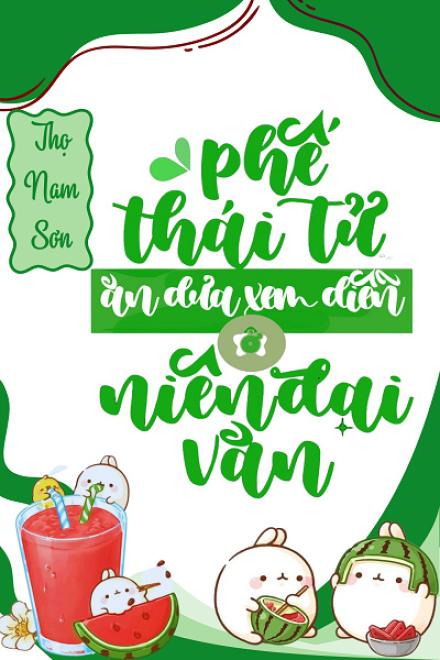 Thọ
Nam
Sơn
phế
thái tử
ăn dưa xem diễn
ở
niên đại
văn